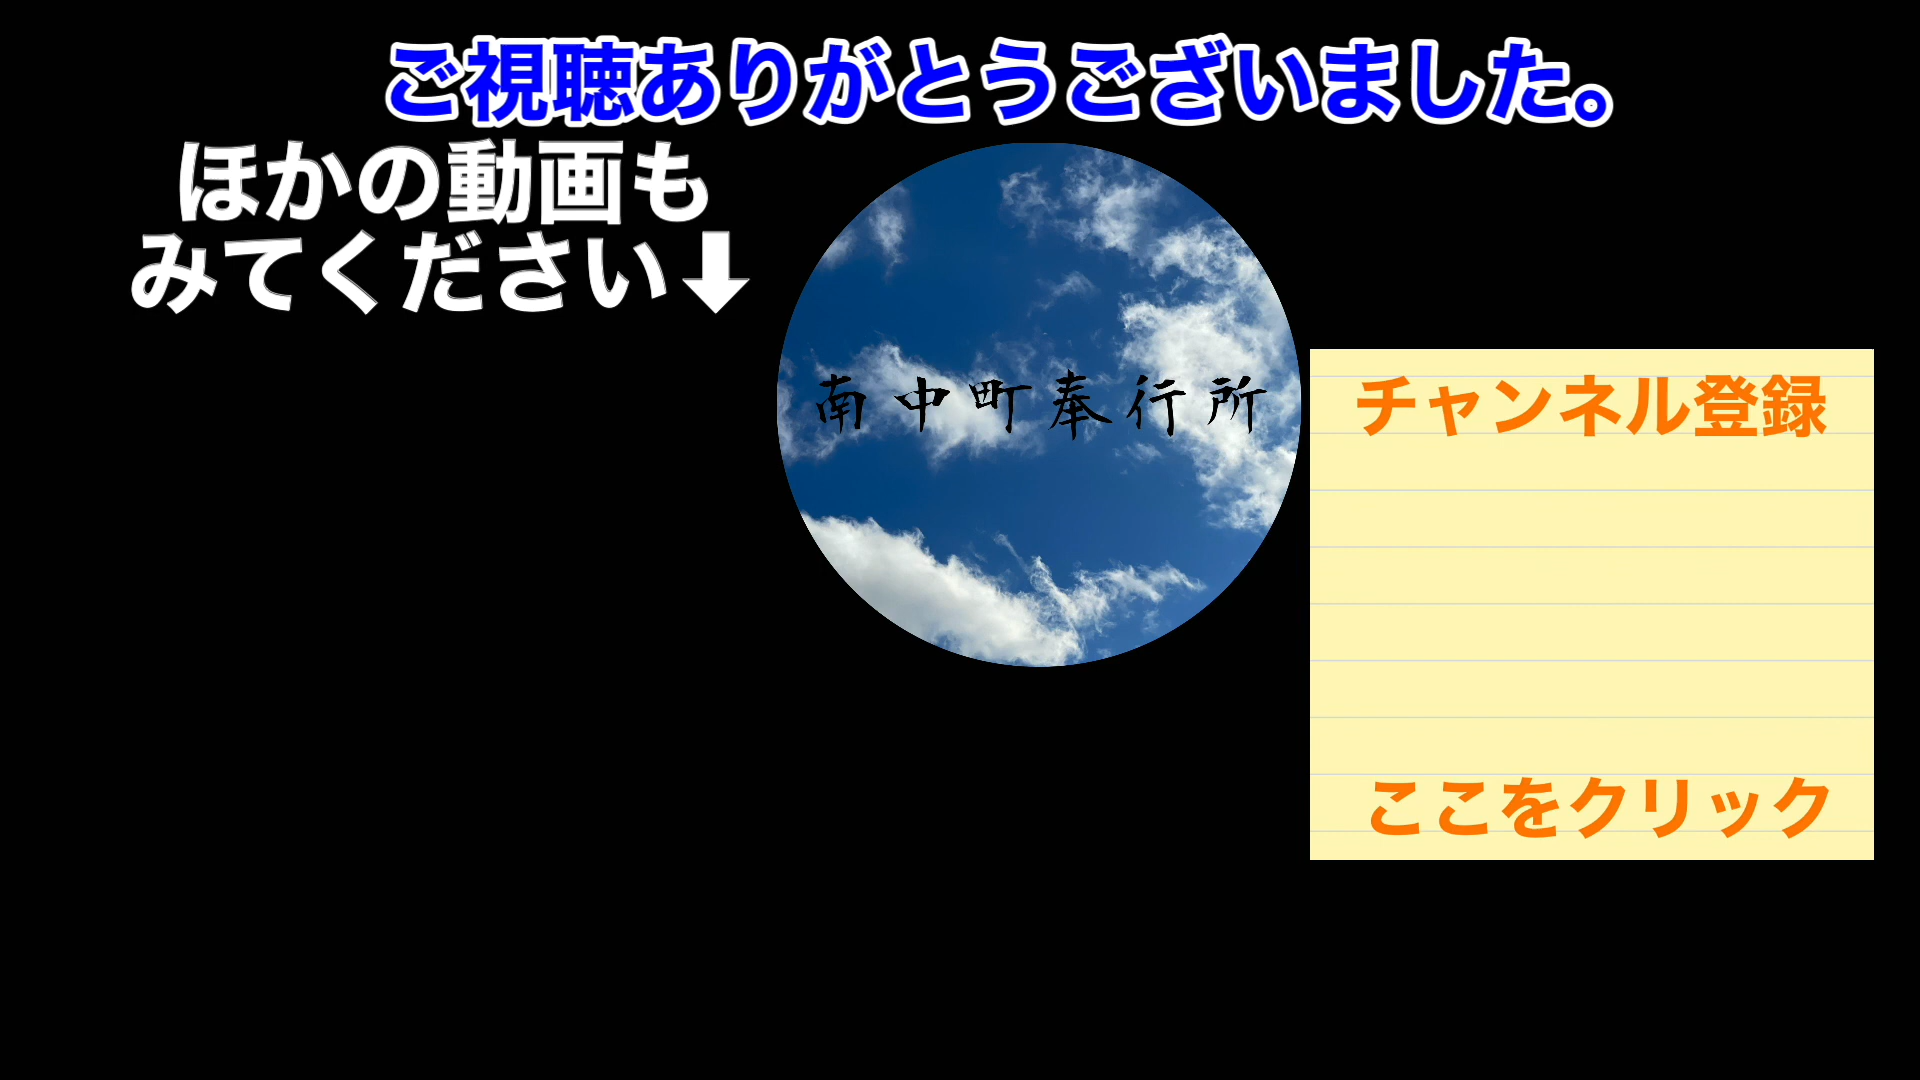 ご視聴ありがとうございました。
ほかの動画も
みてください⬇
南中町奉行所
チャンネル登録
ここをクリック